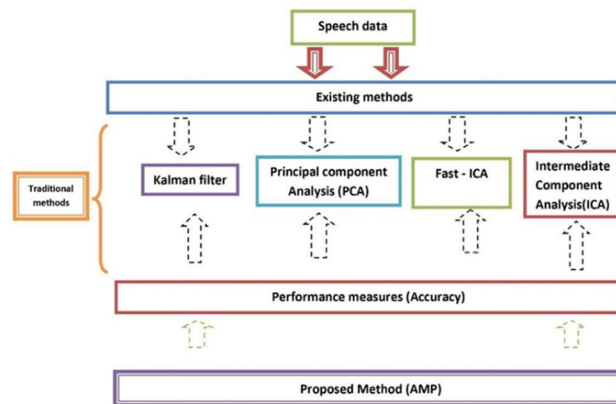 Speech data
Existing methods
Traditional
methods
Kalman filter
Principal component
Analysis (PCA)
Fast - ICA
Intermediate
Component
Analysis(ICA)
Performance measures (Accuracy)
Proposed Method (AMP)